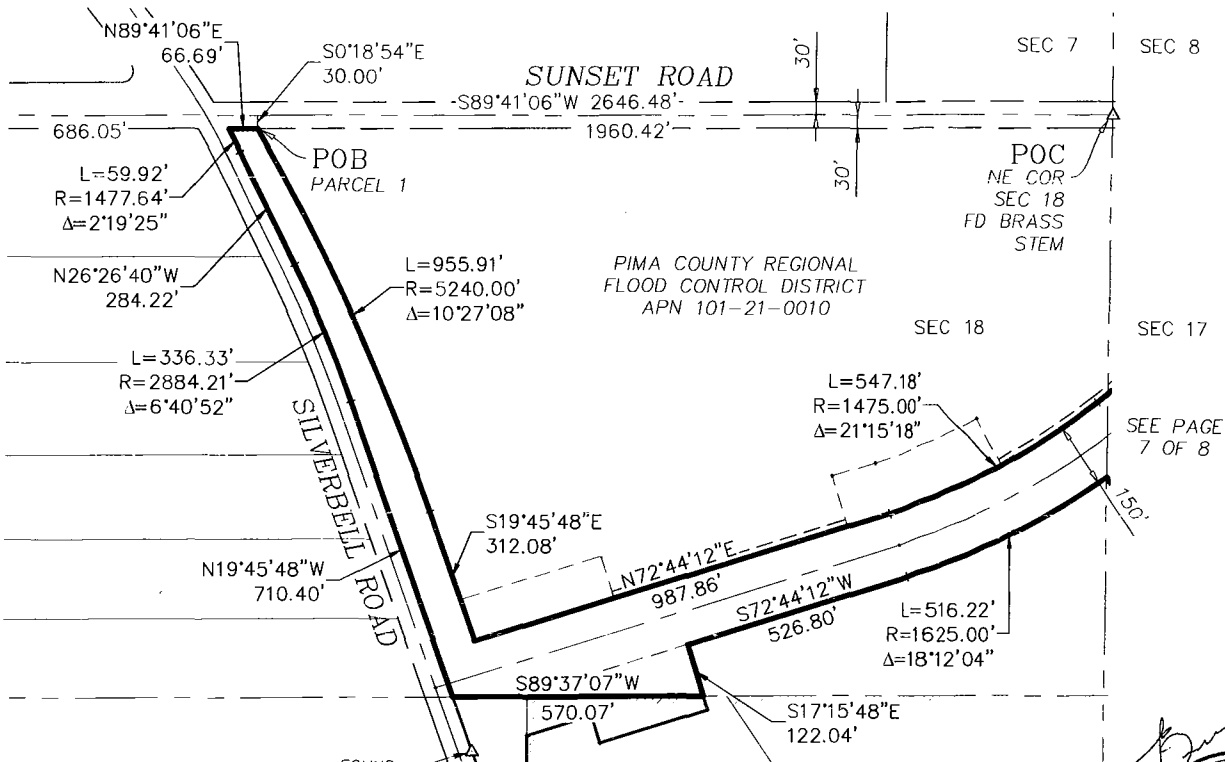 N89°41'06"E
66.69'
S0°18'54"E
30.00'
SUNSET ROAD
S89°41'06"W 2646.48'
30'
SEC 7
SEC 8
686.05'
1960.42'
30'
POB
PARCEL 1
POC
NE COR
SEC 18
FD BRASS
STEM
L=59.92'
R=1477.64'
Δ=2°19'25"
N26°26'40"W
284.22'
L=955.91'
R=5240.00'
Δ=10°27'08"
PIMA COUNTY REGIONAL
FLOOD CONTROL DISTRICT
APN 101-21-0010
SEC 18
SEC 17
L=336.33'
R=2884.21'
Δ=6°40'52"
L=547.18'
R=1475.00'
Δ=21°15'18"
SEE PAGE
7 OF 8
SILVERBELL ROAD
150'
S19°45'48"E
312.08'
N19°45'48"W
710.40'
N72°44'12"E
987.86'
S72°44'12"W
526.80'
L=516.22'
R=1625.00'
Δ=18°12'04"
S89°37'07"W
570.07'
S17°15'48"E
122.04'